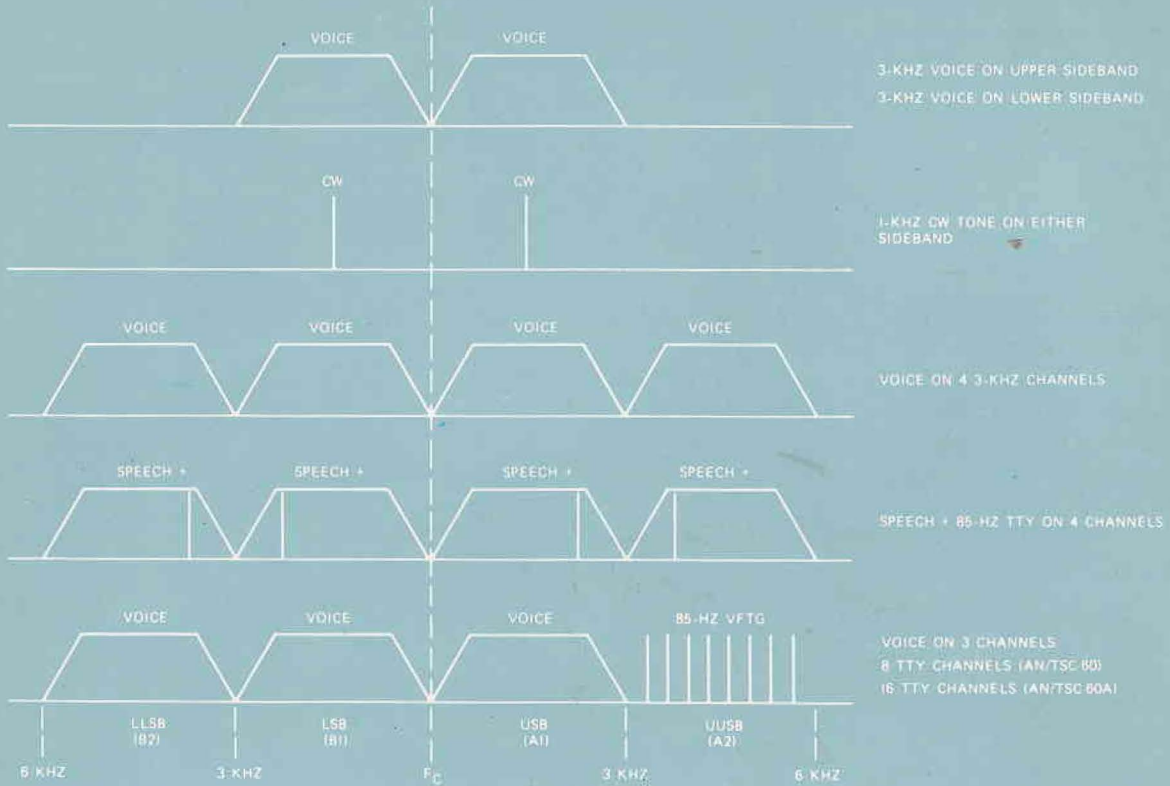 VOICE VOICE
3-KHZ VOICE ON UPPER SIDEBAND
3-KHZ VOICE ON LOWER SIDEBAND
CW CW
1-KHZ CW TONE ON EITHER
SIDEBAND
VOICE VOICE VOICE VOICE
VOICE ON 4 3-KHZ CHANNELS
SPEECH + SPEECH + SPEECH + SPEECH +
SPEECH + 85-HZ TTY ON 4 CHANNELS
VOICE VOICE VOICE 85-HZ VFTG
VOICE ON 3 CHANNELS
8 TTY CHANNELS (AN/TSC 60)
16 TTY CHANNELS (AN/TSC 60A)
LLSB LSB USB UUSB
(B2) (B1) (A1) (A2)
6 KHZ 3 KHZ FC 3 KHZ 6 KHZ